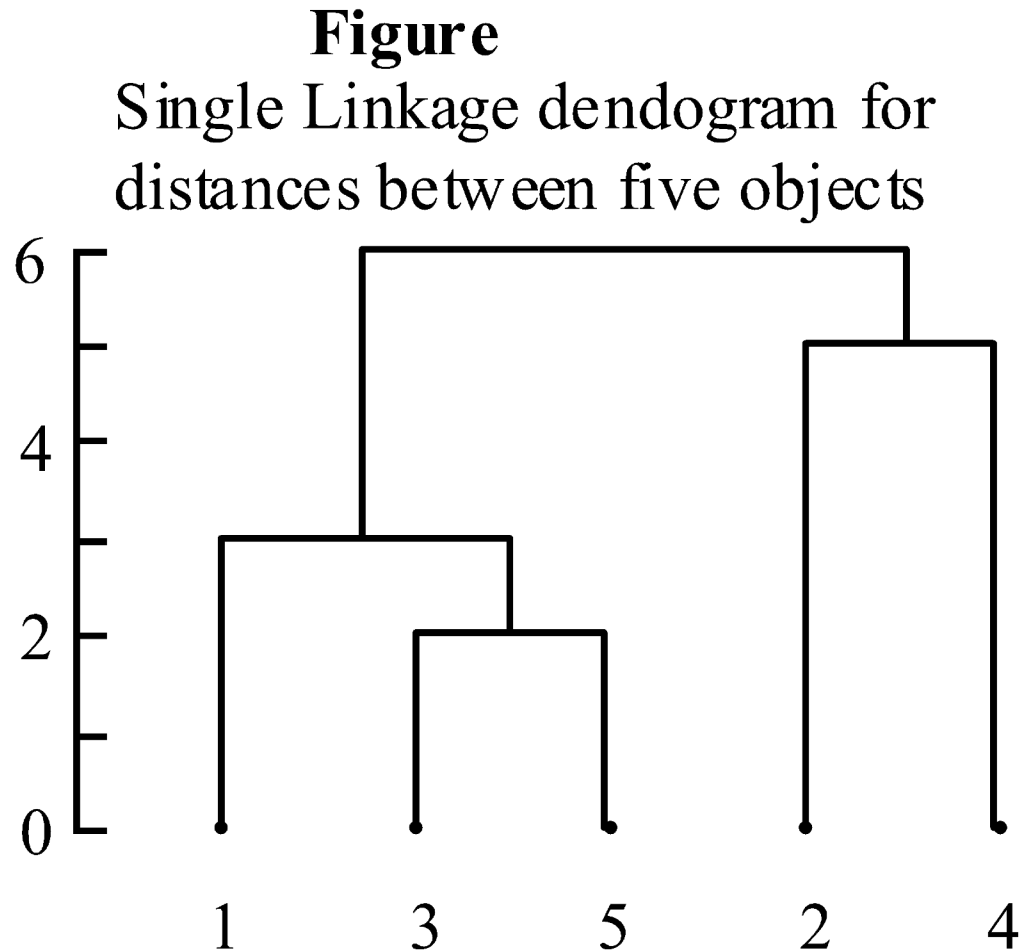 Figure
Single Linkage dendogram for
distances between five objects
6
4
2
0
1 3 5 2 4